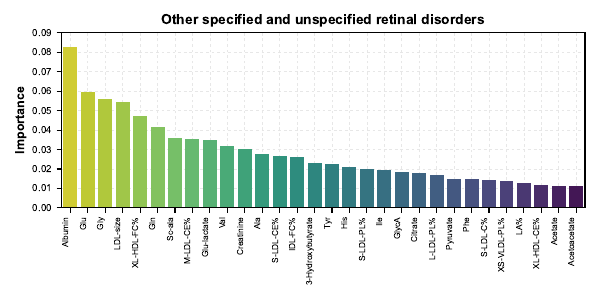 Other specified and unspecified retinal disorders
Importance
0.09
0.08
0.07
0.06
0.05
0.04
0.03
0.02
0.01
0.00
Albumin
Glu
Gly
LDL-size
XL-HDL-FC%
Gln
Sc-ala
M-LDL-CE%
Glu-lactate
Val
Creatinine
Ala
S-LDL-CE%
IDL-FC%
3-Hydroxybutyrate
Tyr
His
S-LDL-PL%
Ile
GlycA
Citrate
L-LDL-PL%
Pyruvate
Phe
S-LDL-C%
XS-VLDL-PL%
LA%
XL-HDL-CE%
Acetate
Acetoacetate